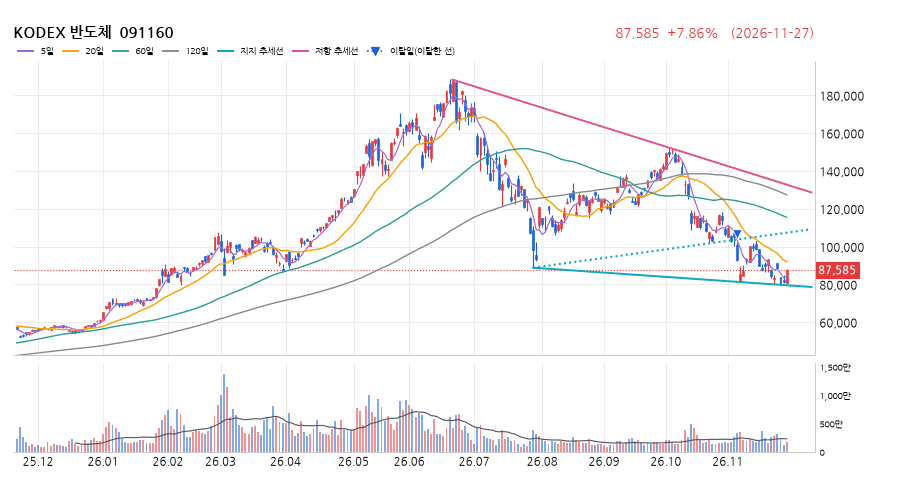 KODEX 반도체 091160
87,585 +7.86% (2026-11-27)
5일 20일 60일 120일 지지 추세선 저항 추세선 이탈일(이탈한 선)
180,000
160,000
140,000
120,000
100,000
87,585
80,000
60,000
1,500만
1,000만
500만
0
25.12 26.01 26.02 26.03 26.04 26.05 26.06 26.07 26.08 26.09 26.10 26.11